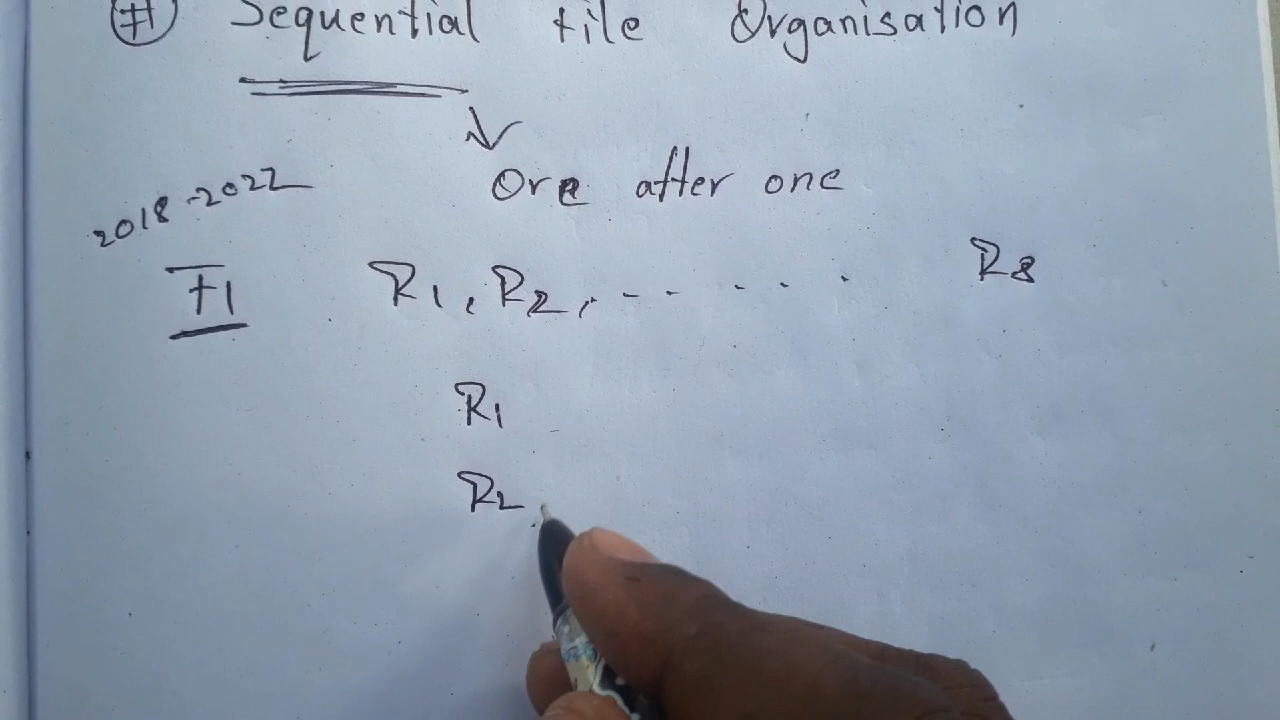 # Sequential File Organisation
One after one
2018-2022
F1 R1, R2, - - - - - - R8
R1
R2